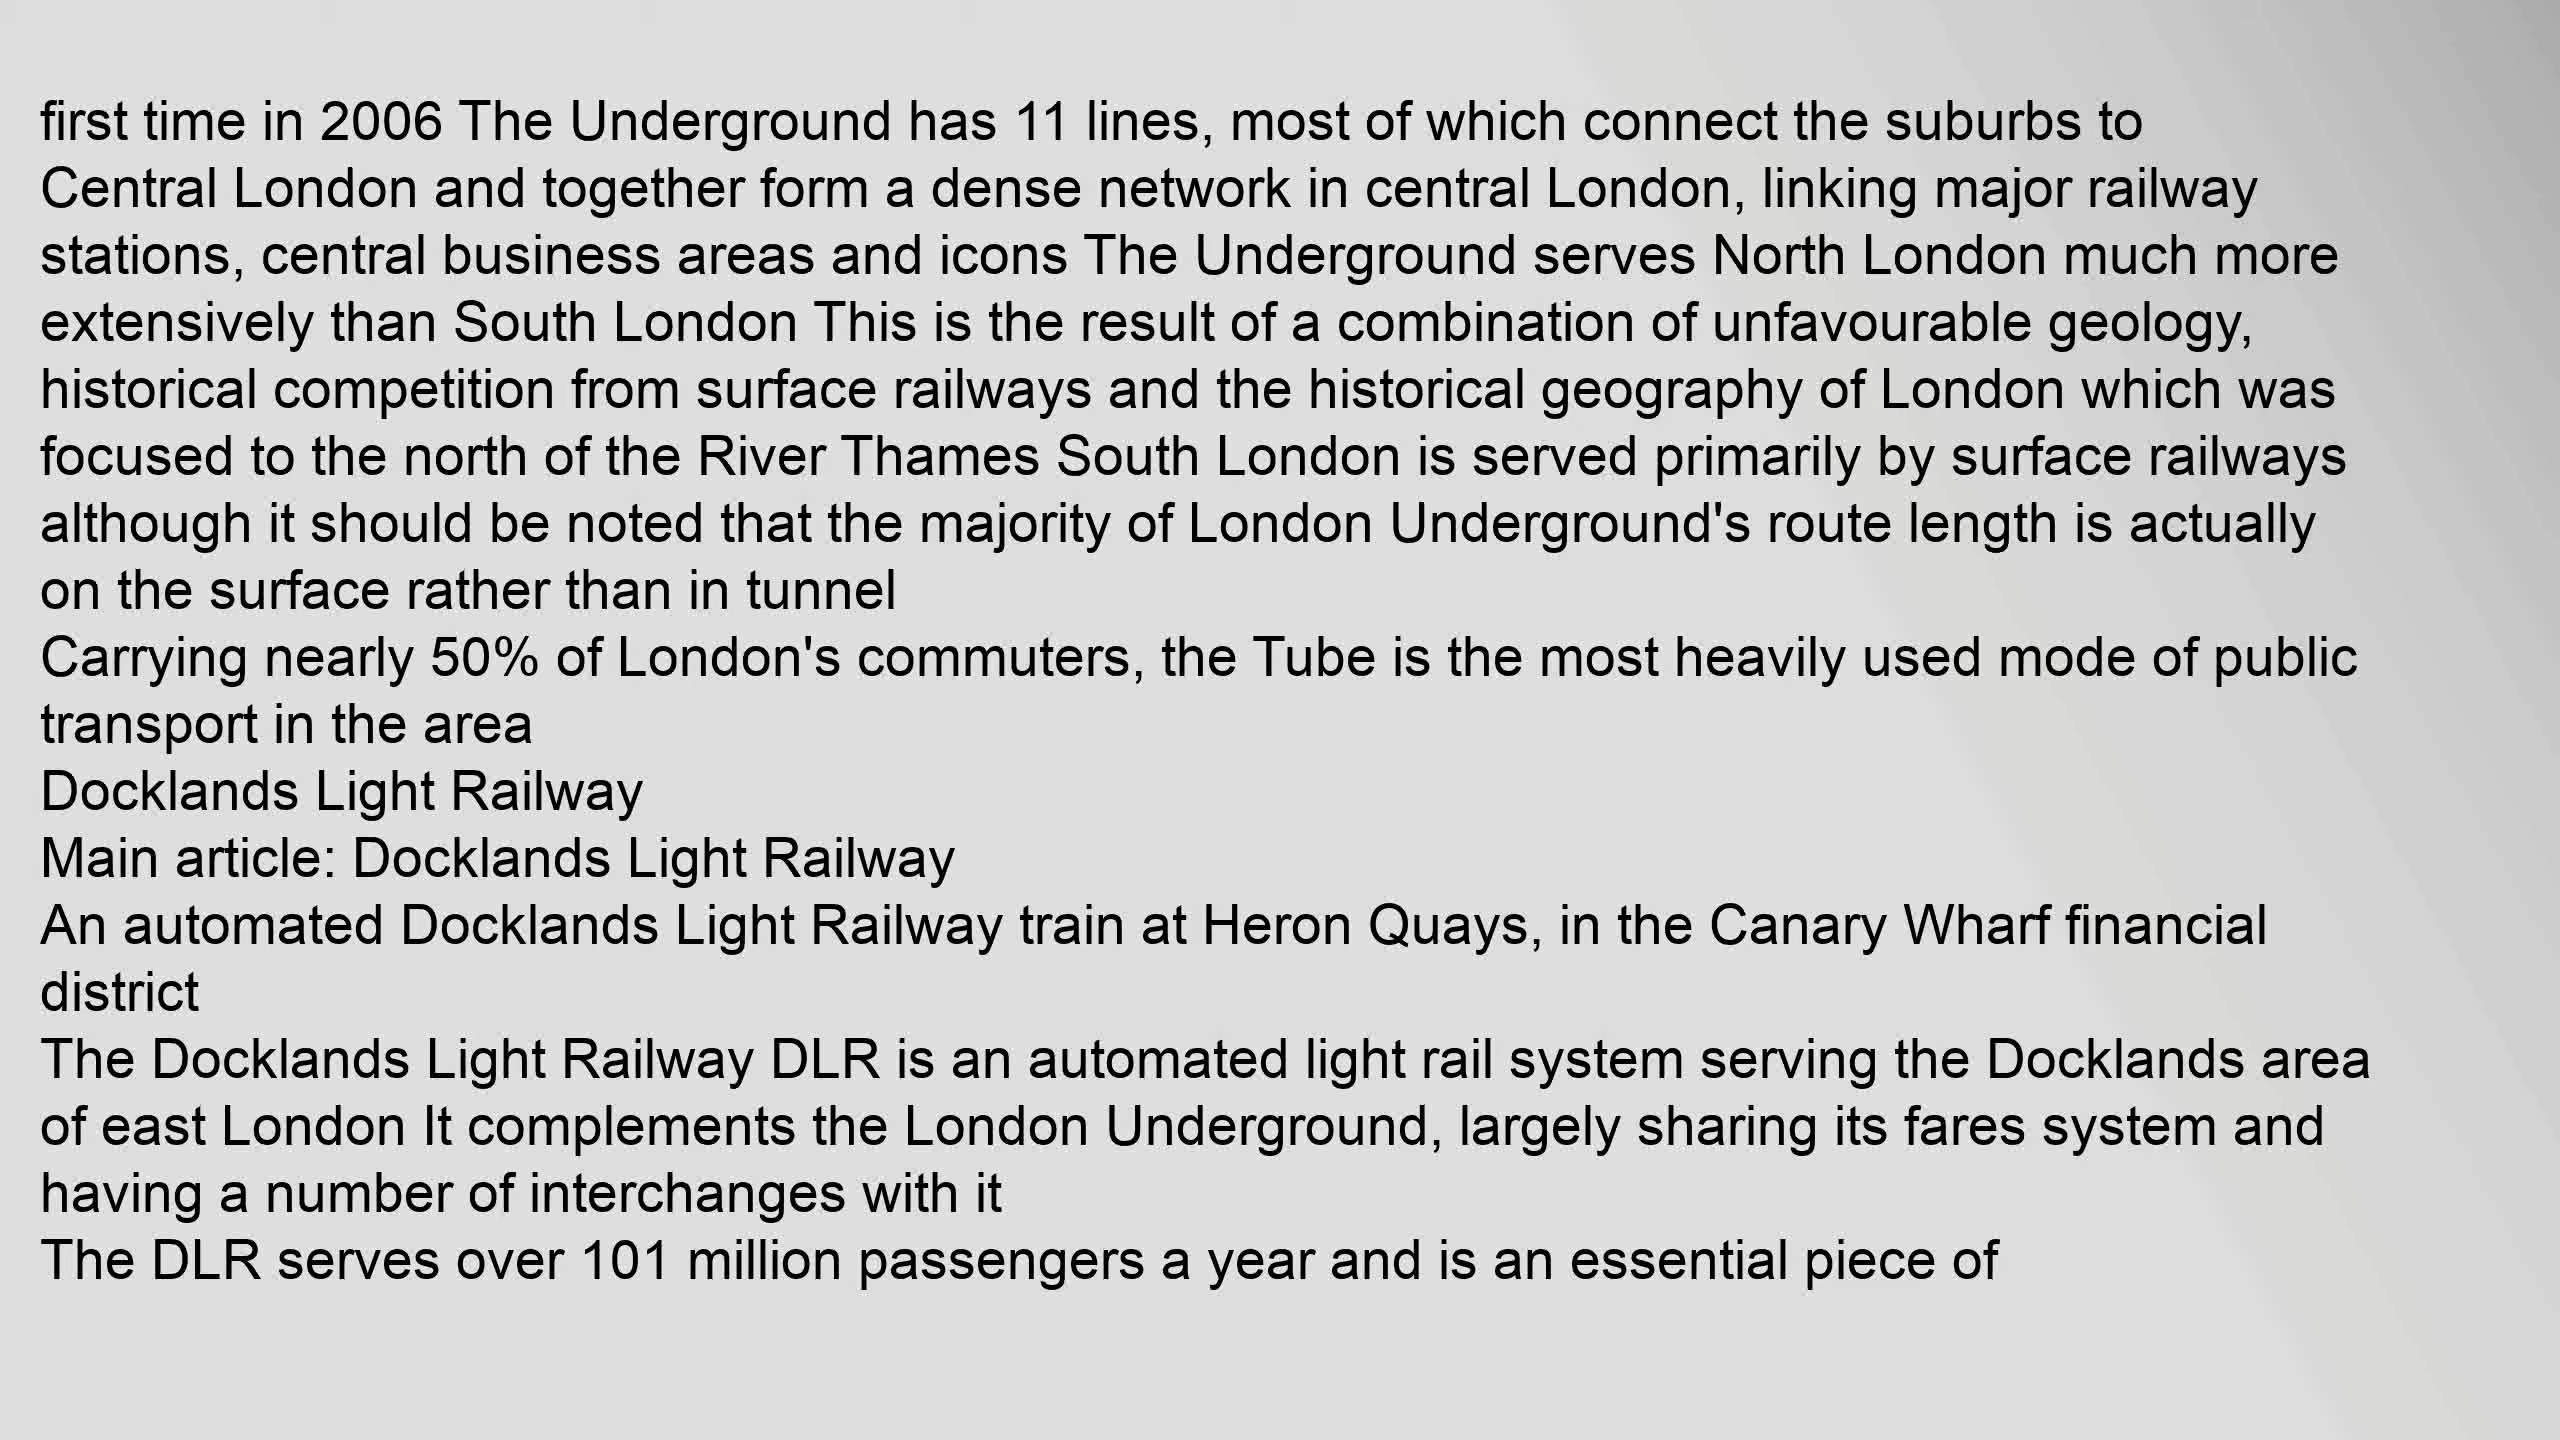 first time in 2006 The Underground has 11 lines, most of which connect the suburbs to
Central London and together form a dense network in central London, linking major railway
stations, central business areas and icons The Underground serves North London much more
extensively than South London This is the result of a combination of unfavourable geology,
historical competition from surface railways and the historical geography of London which was
focused to the north of the River Thames South London is served primarily by surface railways
although it should be noted that the majority of London Underground's route length is actually
on the surface rather than in tunnel
Carrying nearly 50% of London's commuters, the Tube is the most heavily used mode of public
transport in the area
Docklands Light Railway
Main article: Docklands Light Railway
An automated Docklands Light Railway train at Heron Quays, in the Canary Wharf financial
district
The Docklands Light Railway DLR is an automated light rail system serving the Docklands area
of east London It complements the London Underground, largely sharing its fares system and
having a number of interchanges with it
The DLR serves over 101 million passengers a year and is an essential piece of